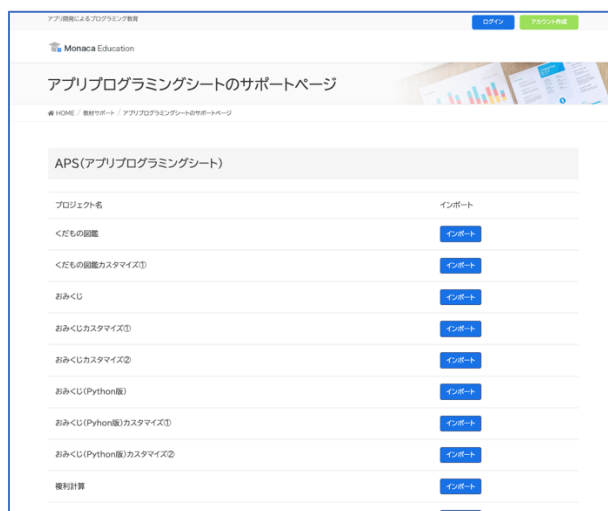 アプリ開発によるプログラミング教育
ログイン
アカウント作成
Monaca Education
アプリプログラミングシートのサポートページ
HOME / 教材サポート / アプリプログラミングシートのサポートページ
APS(アプリプログラミングシート)
プロジェクト名 インポート
くだもの図鑑 インポート
くだもの図鑑カスタマイズ① インポート
おみくじ インポート
おみくじカスタマイズ① インポート
おみくじカスタマイズ② インポート
おみくじ(Python版) インポート
おみくじ(Pyhon版)カスタマイズ① インポート
おみくじ(Python版)カスタマイズ② インポート
複利計算 インポート